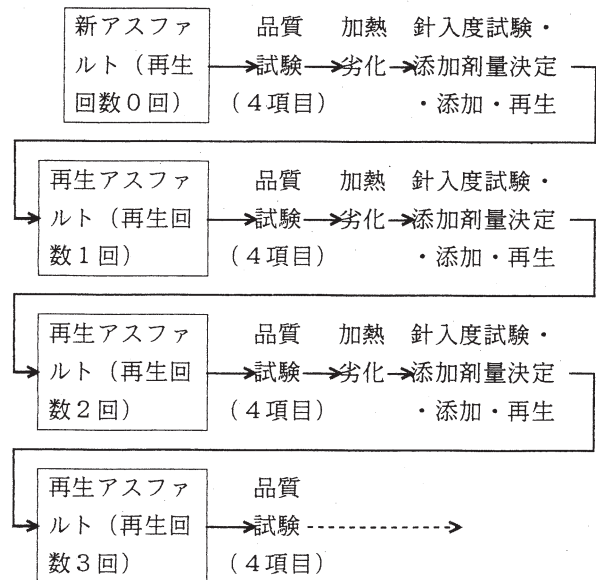 新アスファ 品質 加熱 針入度試験・
ルト（再生 試験 劣化 添加剤量決定
回数０回） （４項目） ・添加・再生
再生アスファ 品質 加熱 針入度試験・
ルト（再生回 試験 劣化 添加剤量決定
数１回） （４項目） ・添加・再生
再生アスファ 品質 加熱 針入度試験・
ルト（再生回 試験 劣化 添加剤量決定
数２回） （４項目） ・添加・再生
再生アスファ 品質
ルト（再生回 試験
数３回） （４項目）